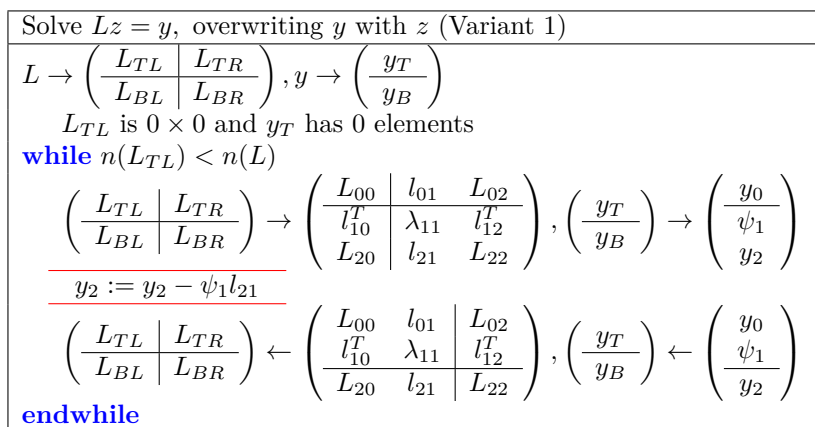 Solve Lz = y, overwriting y with z (Variant 1)
L → ( L_TL | L_TR ; L_BL | L_BR ), y → ( y_T ; y_B )
L_TL is 0 × 0 and y_T has 0 elements
while n(L_TL) < n(L)
( L_TL | L_TR ; L_BL | L_BR ) → ( L_00 | l_01 L_02 ; l_10^T | λ_11 l_12^T ; L_20 | l_21 L_22 ), ( y_T ; y_B ) → ( y_0 ; ψ_1 ; y_2 )
y_2 := y_2 − ψ_1 l_21
( L_TL | L_TR ; L_BL | L_BR ) ← ( L_00 l_01 | L_02 ; l_10^T λ_11 | l_12^T ; L_20 l_21 | L_22 ), ( y_T ; y_B ) ← ( y_0 ; ψ_1 ; y_2 )
endwhile